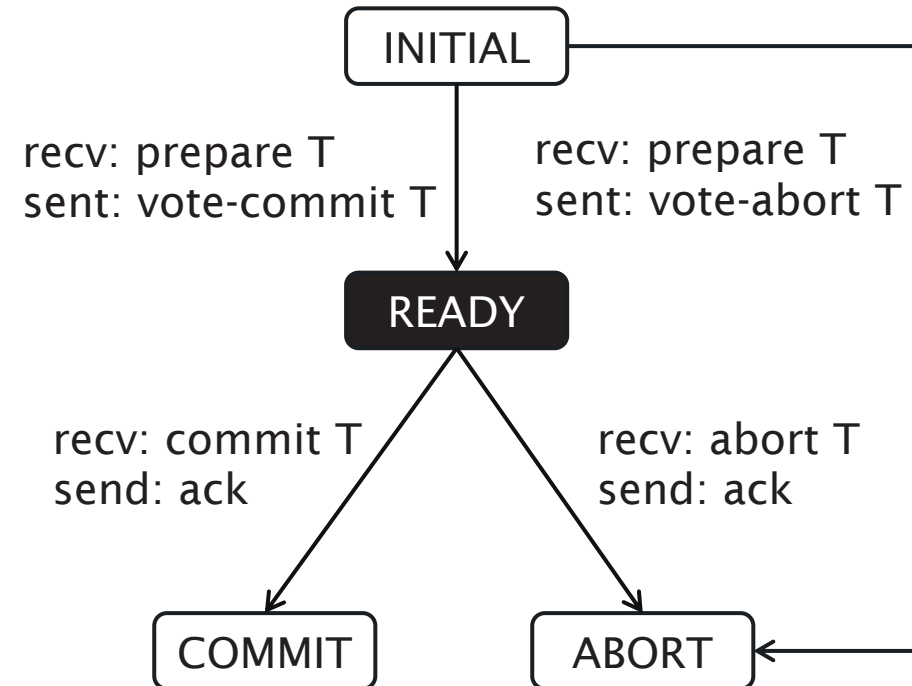 INITIAL
recv: prepare T
sent: vote-commit T
recv: prepare T
sent: vote-abort T
READY
recv: commit T
send: ack
recv: abort T
send: ack
COMMIT
ABORT